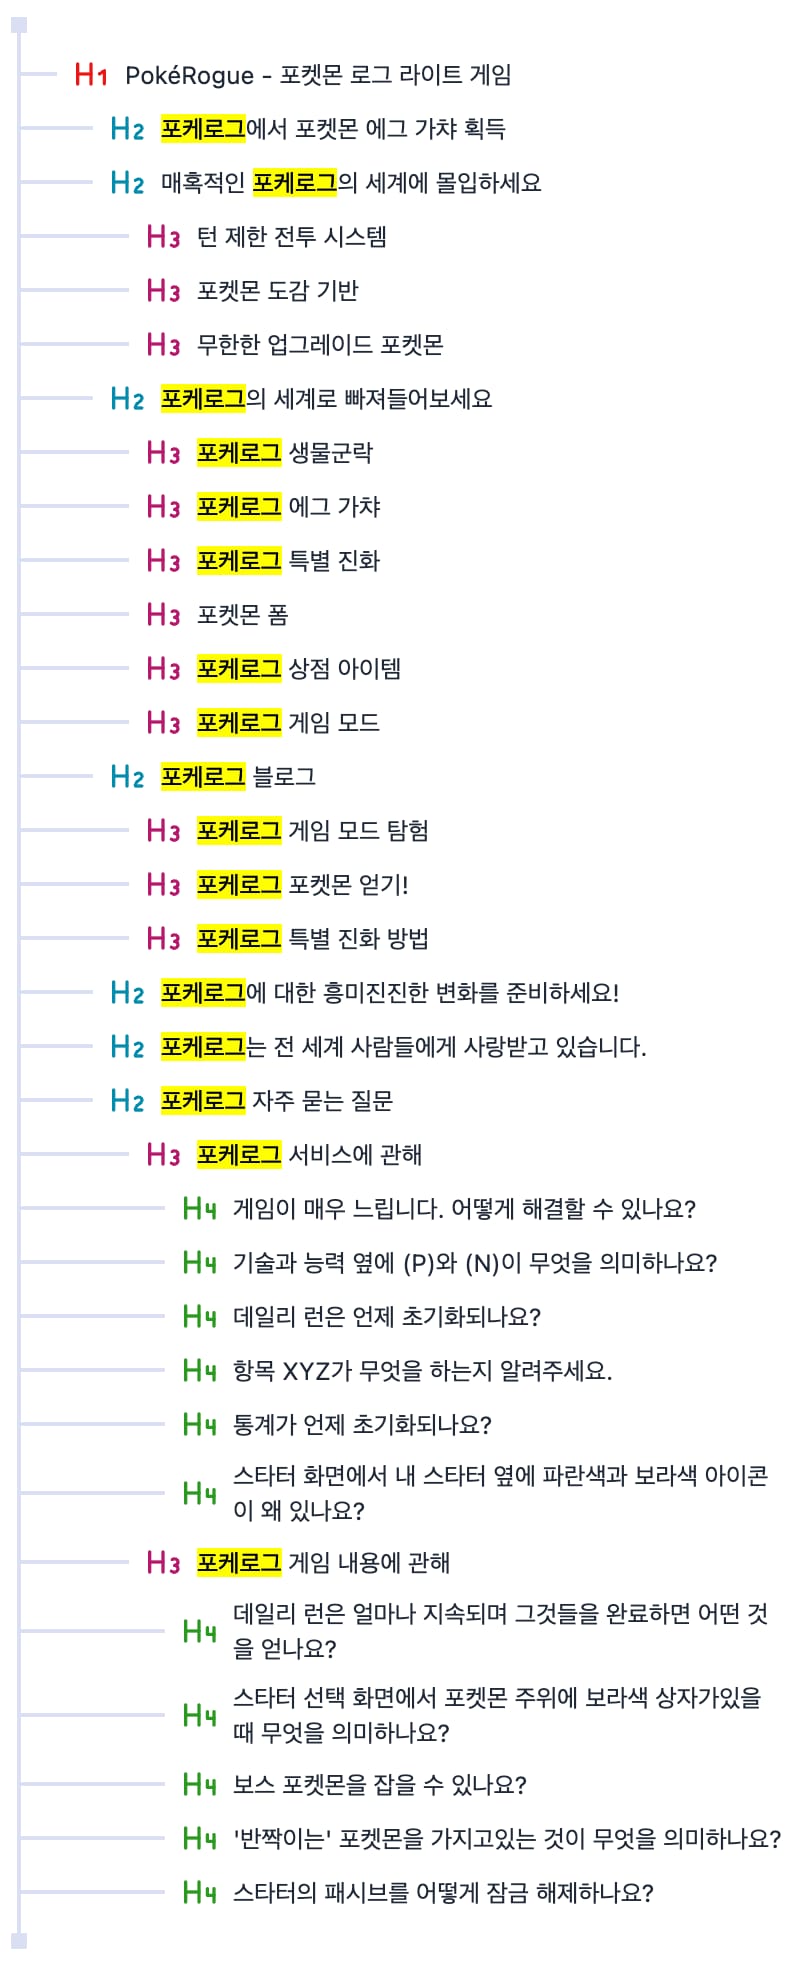 H1 PokéRogue - 포켓몬 로그 라이트 게임
H2 포케로그에서 포켓몬 에그 가챠 획득
H2 매혹적인 포케로그의 세계에 몰입하세요
H3 턴 제한 전투 시스템
H3 포켓몬 도감 기반
H3 무한한 업그레이드 포켓몬
H2 포케로그의 세계로 빠져들어보세요
H3 포케로그 생물군락
H3 포케로그 에그 가챠
H3 포케로그 특별 진화
H3 포켓몬 폼
H3 포케로그 상점 아이템
H3 포케로그 게임 모드
H2 포케로그 블로그
H3 포케로그 게임 모드 탐험
H3 포케로그 포켓몬 얻기!
H3 포케로그 특별 진화 방법
H2 포케로그에 대한 흥미진진한 변화를 준비하세요!
H2 포케로그는 전 세계 사람들에게 사랑받고 있습니다.
H2 포케로그 자주 묻는 질문
H3 포케로그 서비스에 관해
H4 게임이 매우 느립니다. 어떻게 해결할 수 있나요?
H4 기술과 능력 옆에 (P)와 (N)이 무엇을 의미하나요?
H4 데일리 런은 언제 초기화되나요?
H4 항목 XYZ가 무엇을 하는지 알려주세요.
H4 통계가 언제 초기화되나요?
H4 스타터 화면에서 내 스타터 옆에 파란색과 보라색 아이콘
이 왜 있나요?
H3 포케로그 게임 내용에 관해
H4 데일리 런은 얼마나 지속되며 그것들을 완료하면 어떤 것
을 얻나요?
H4 스타터 선택 화면에서 포켓몬 주위에 보라색 상자가있을
때 무엇을 의미하나요?
H4 보스 포켓몬을 잡을 수 있나요?
H4 '반짝이는' 포켓몬을 가지고있는 것이 무엇을 의미하나요?
H4 스타터의 패시브를 어떻게 잠금 해제하나요?